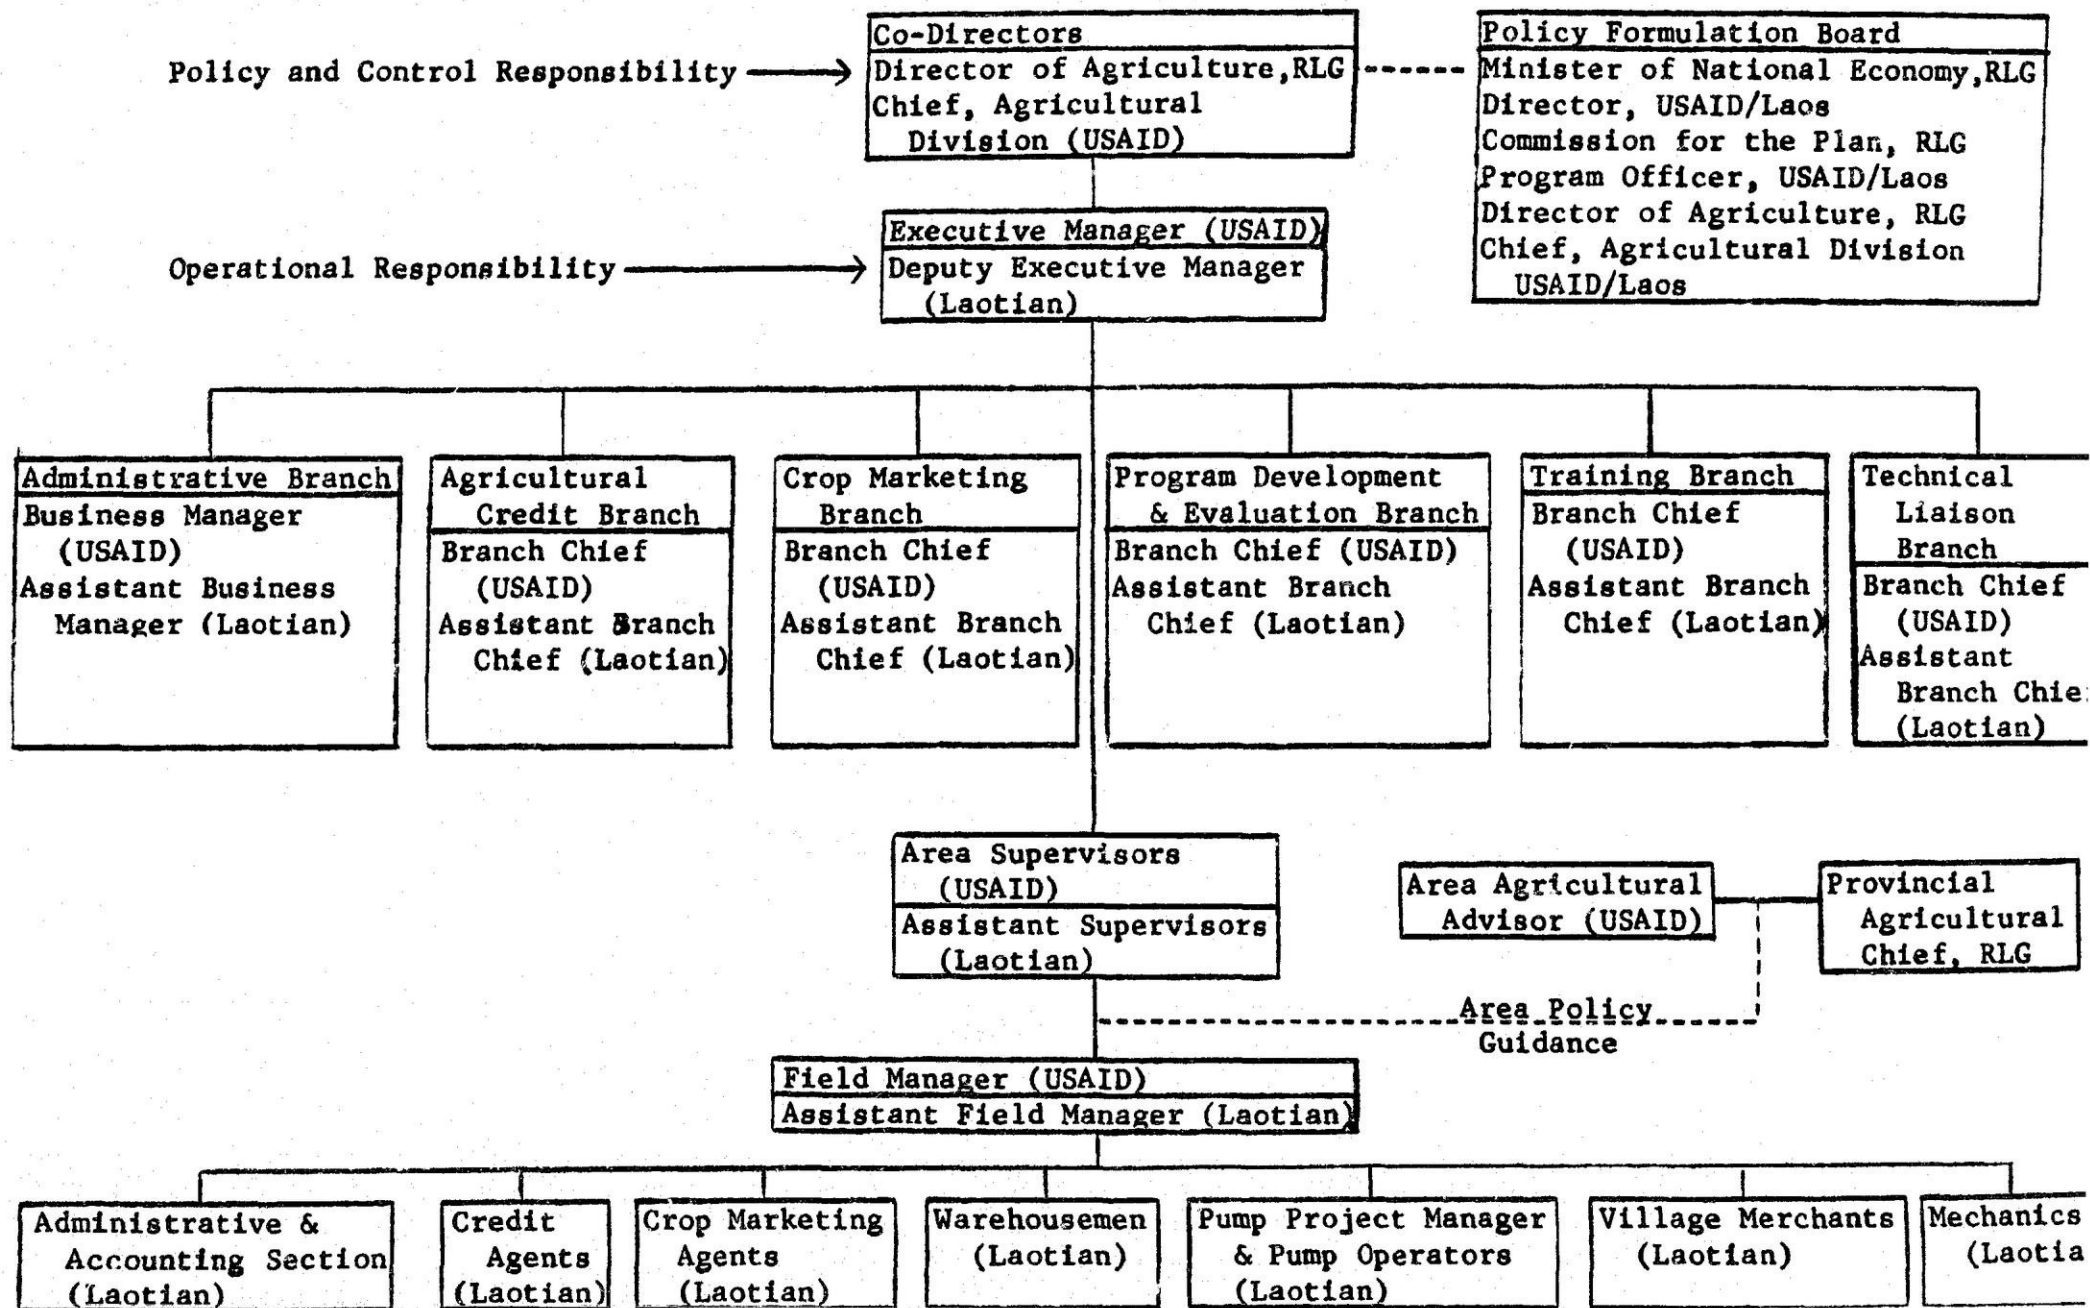 Policy and Control Responsibility
Co-Directors
Director of Agriculture,RLG
Chief, Agricultural
Division (USAID)
Policy Formulation Board
Minister of National Economy,RLG
Director, USAID/Laos
Commission for the Plan, RLG
Program Officer, USAID/Laos
Director of Agriculture, RLG
Chief, Agricultural Division
USAID/Laos
Operational Responsibility
Executive Manager (USAID)
Deputy Executive Manager
(Laotian)
Administrative Branch
Business Manager
(USAID)
Assistant Business
Manager (Laotian)
Agricultural
Credit Branch
Branch Chief
(USAID)
Assistant Branch
Chief (Laotian)
Crop Marketing
Branch
Branch Chief
(USAID)
Assistant Branch
Chief (Laotian)
Program Development
& Evaluation Branch
Branch Chief (USAID)
Assistant Branch
Chief (Laotian)
Training Branch
Branch Chief
(USAID)
Assistant Branch
Chief (Laotian)
Technical
Liaison
Branch
Branch Chief
(USAID)
Assistant
Branch Chie
(Laotian)
Area Supervisors
(USAID)
Assistant Supervisors
(Laotian)
Area Agricultural
Advisor (USAID)
Provincial
Agricultural
Chief, RLG
Area Policy
Guidance
Field Manager (USAID)
Assistant Field Manager (Laotian)
Administrative &
Accounting Section
(Laotian)
Credit
Agents
(Laotian)
Crop Marketing
Agents
(Laotian)
Warehousemen
(Laotian)
Pump Project Manager
& Pump Operators
(Laotian)
Village Merchants
(Laotian)
Mechanics
(Laotia